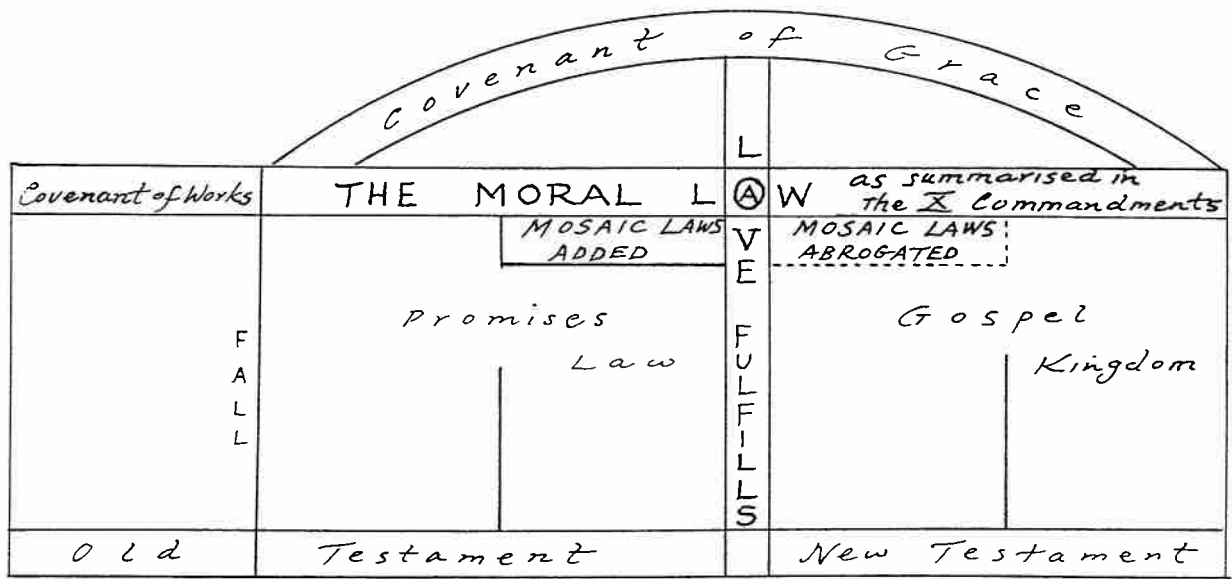 Covenant of Grace
Covenant of Works
THE MORAL LAW
as summarised in
the X Commandments
LOVE FULFILLS
MOSAIC LAWS
ADDED
MOSAIC LAWS
ABROGATED
Promises
Law
Gospel
Kingdom
FALL
Old Testament
New Testament